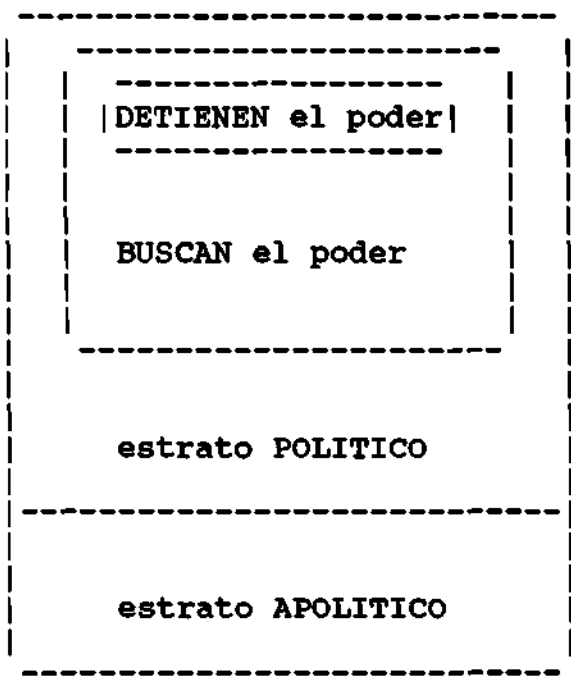 DETIENEN el poder
BUSCAN el poder
estrato POLITICO
estrato APOLITICO